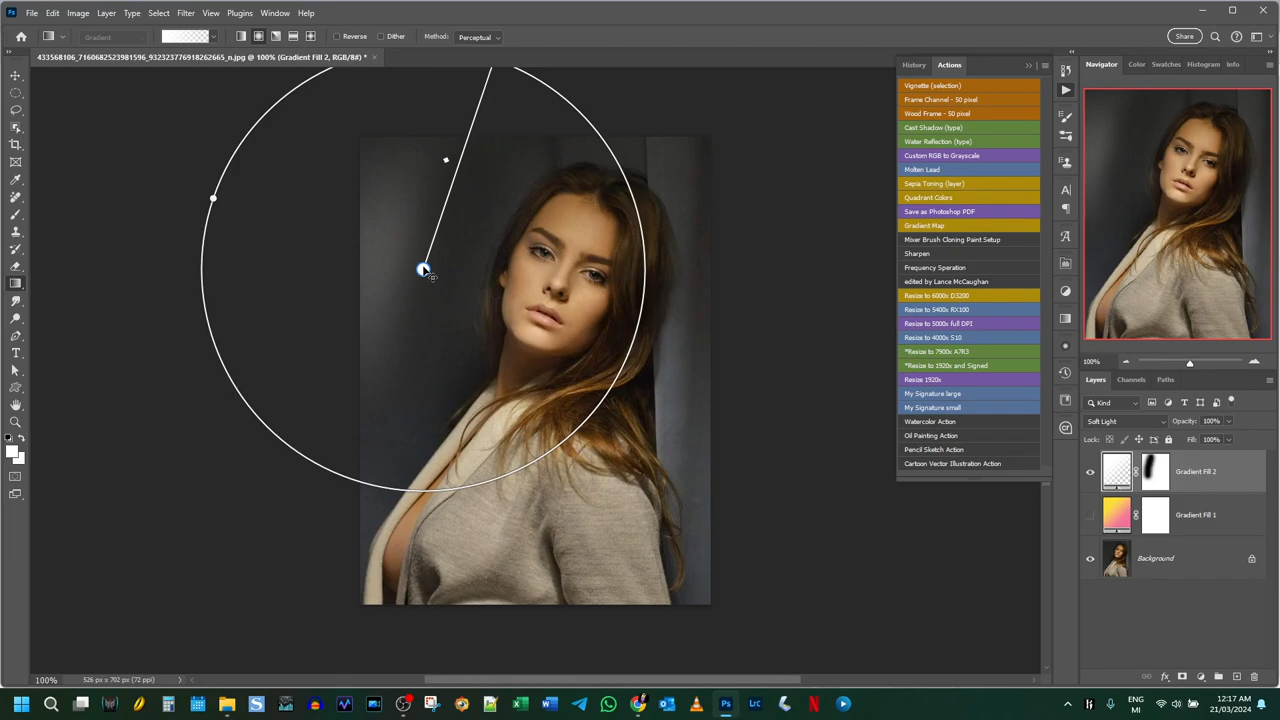 File Edit Image Layer Type Select Filter View Plugins Window Help
Gradient Reverse Dither Method: Perceptual Share
433568106_7160682523981596_932323776918262665_n.jpg @ 100% (Gradient Fill 2, RGB/8#) *
History Actions
Navigator Color Swatches Histogram Info
Vignette (selection)
Frame Channel - 50 pixel
Wood Frame - 50 pixel
Cast Shadow (type)
Water Reflection (type)
Custom RGB to Grayscale
Molten Lead
Sepia Toning (layer)
Quadrant Colors
Save as Photoshop PDF
Gradient Map
Mixer Brush Cloning Paint Setup
Sharpen
Frequency Speration
edited by Lance McCaughan
Resize to 6000x D3200
Resize to 5400x RX100
Resize to 5000x full DPI
Resize to 4000x S10
*Resize to 7900x A7R3
*Resize to 1920x and Signed
Resize 1920x
My Signature large
My Signature small
Watercolor Action
Oil Painting Action
Pencil Sketch Action
Cartoon Vector Illustration Action
100%
Layers Channels Paths
Kind
Soft Light Opacity: 100%
Lock: Fill: 100%
Gradient Fill 2
Gradient Fill 1
Background
100% 526 px x 702 px (72 ppi)
ENG
MI
12:17 AM
21/03/2024